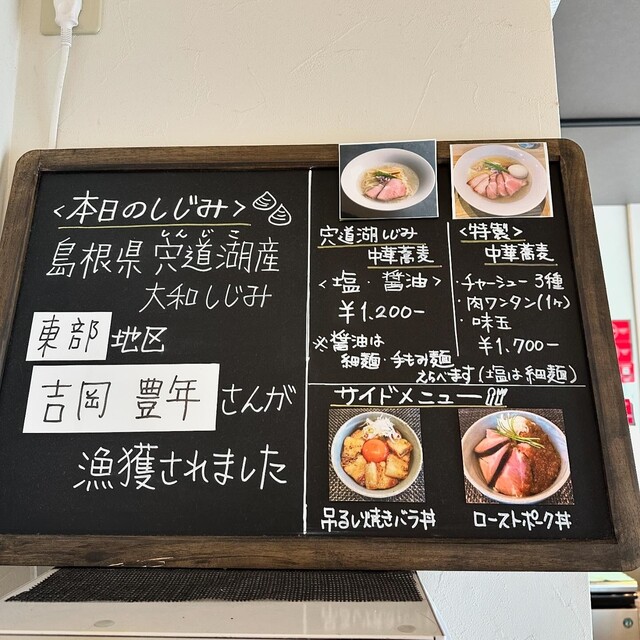 <本日のしじみ>
しんじこ
島根県 宍道湖産
大和しじみ
東部 地区
吉岡 豊年 さんが
漁獲されました
宍道湖しじみ
中華蕎麦
<塩・醤油>
¥1.200-
※醤油は
細麺・手もみ麺
えらべます(塩は細麺)
<特製>
中華蕎麦
・チャーシュー 3種
・肉ワンタン(1ヶ)
・味玉
¥1.700-
サイドメニュー
吊るし焼きバラ丼
ローストポーク丼